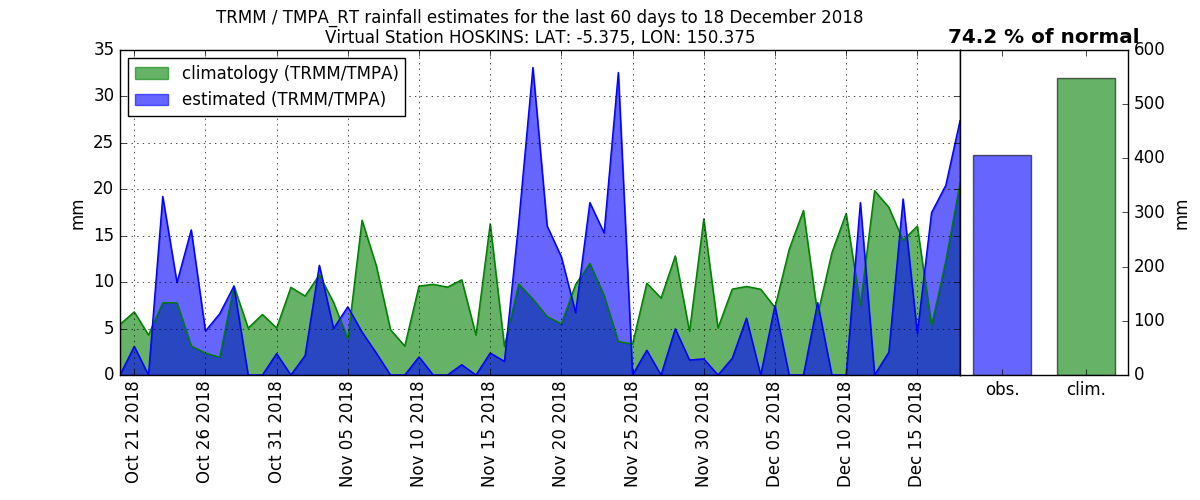 TRMM / TMPA_RT rainfall estimates for the last 60 days to 18 December 2018
Virtual Station HOSKINS: LAT: -5.375, LON: 150.375
74.2 % of normal
climatology (TRMM/TMPA)
estimated (TRMM/TMPA)
mm
35
30
25
20
15
10
5
0
Oct 21 2018
Oct 26 2018
Oct 31 2018
Nov 05 2018
Nov 10 2018
Nov 15 2018
Nov 20 2018
Nov 25 2018
Nov 30 2018
Dec 05 2018
Dec 10 2018
Dec 15 2018
obs.
clim.
600
500
400
300
200
100
0
mm